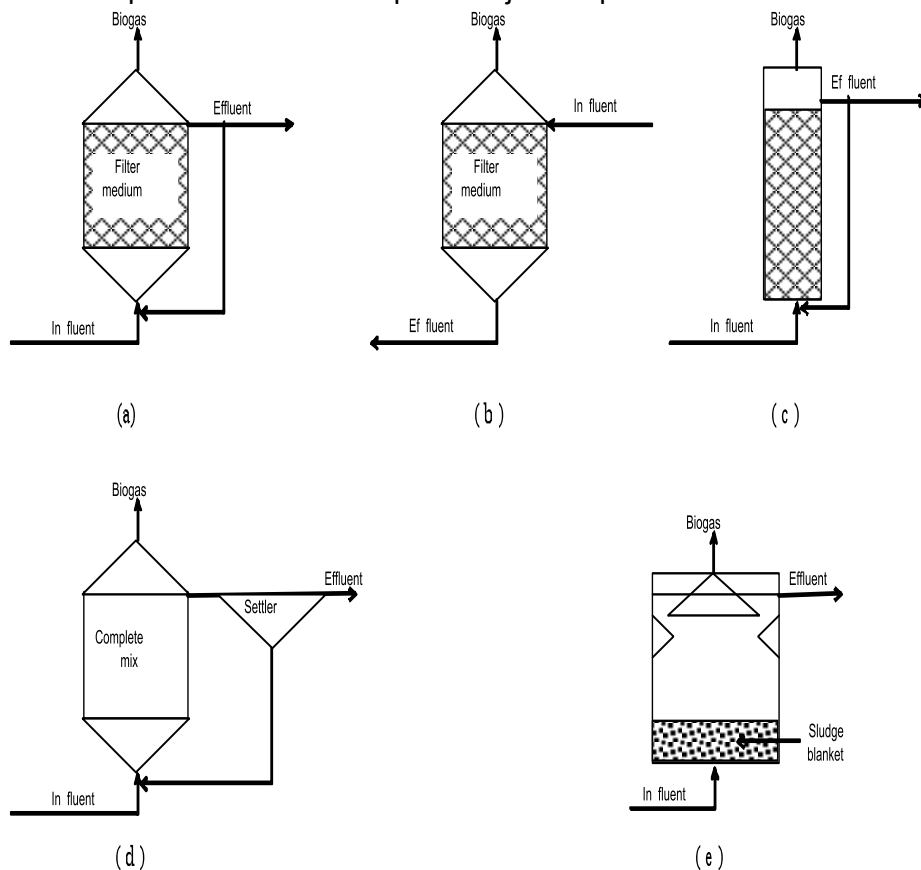 Biogas
Biogas
Biogas
Effluent
In fluent
Ef fluent
Filter
medium
Filter
medium
In fluent
Ef fluent
In fluent
(a)
(b)
(c)
Biogas
Biogas
Effluent
Effluent
Settler
Complete
mix
Sludge
blanket
In fluent
In fluent
(d)
(e)